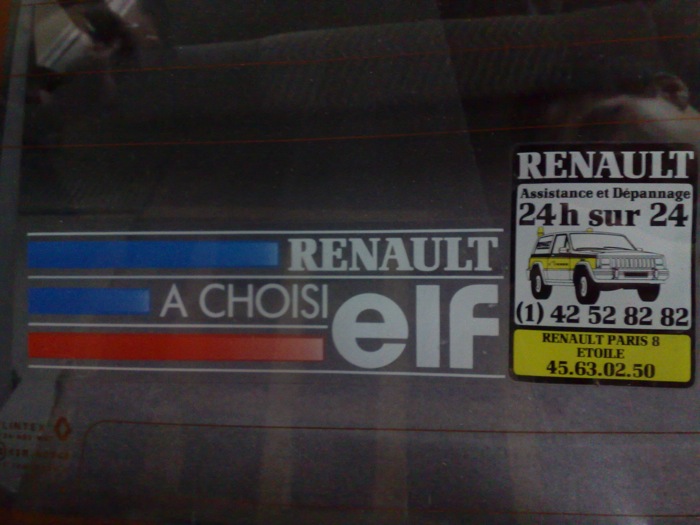 RENAULT
A CHOISI
elf
RENAULT
Assistance et Dépannage
24h sur 24
(1) 42 52 82 82
RENAULT PARIS 8
ETOILE
45.63.02.50